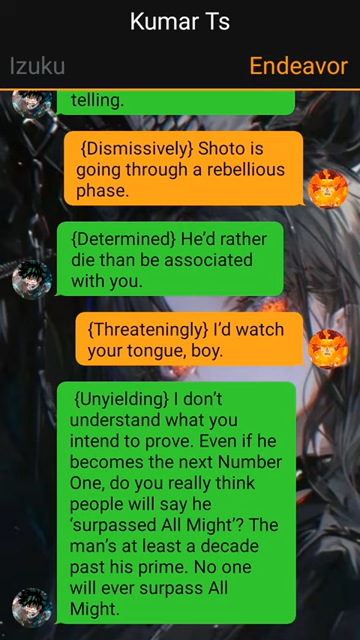 Kumar Ts
Izuku
Endeavor
telling.
{Dismissively} Shoto is
going through a rebellious
phase.
{Determined} He’d rather
die than be associated
with you.
{Threateningly} I’d watch
your tongue, boy.
{Unyielding} I don’t
understand what you
intend to prove. Even if he
becomes the next Number
One, do you really think
people will say he
‘surpassed All Might’? The
man’s at least a decade
past his prime. No one
will ever surpass All
Might.